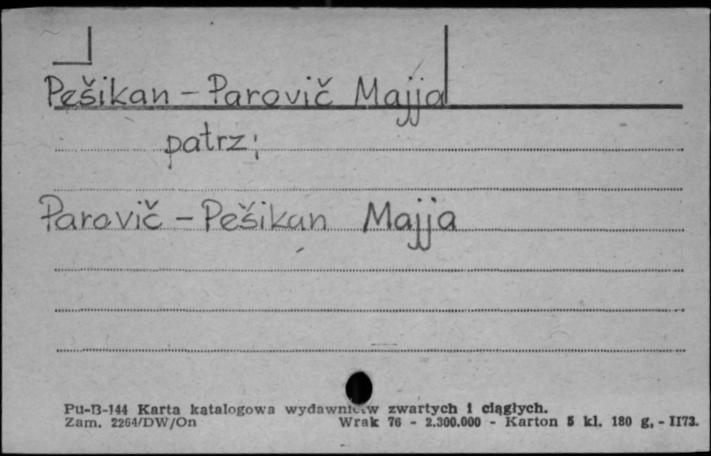 Pešikan - Parovič Majja
patrz:
Parovič - Pešikan Majja
Pu-B-144 Karta katalogowa wydawnictw zwartych i ciągłych.
Zam. 2264/DW/On Wrak 76 - 2.300.000 - Karton 5 kl. 180 g. - II73.